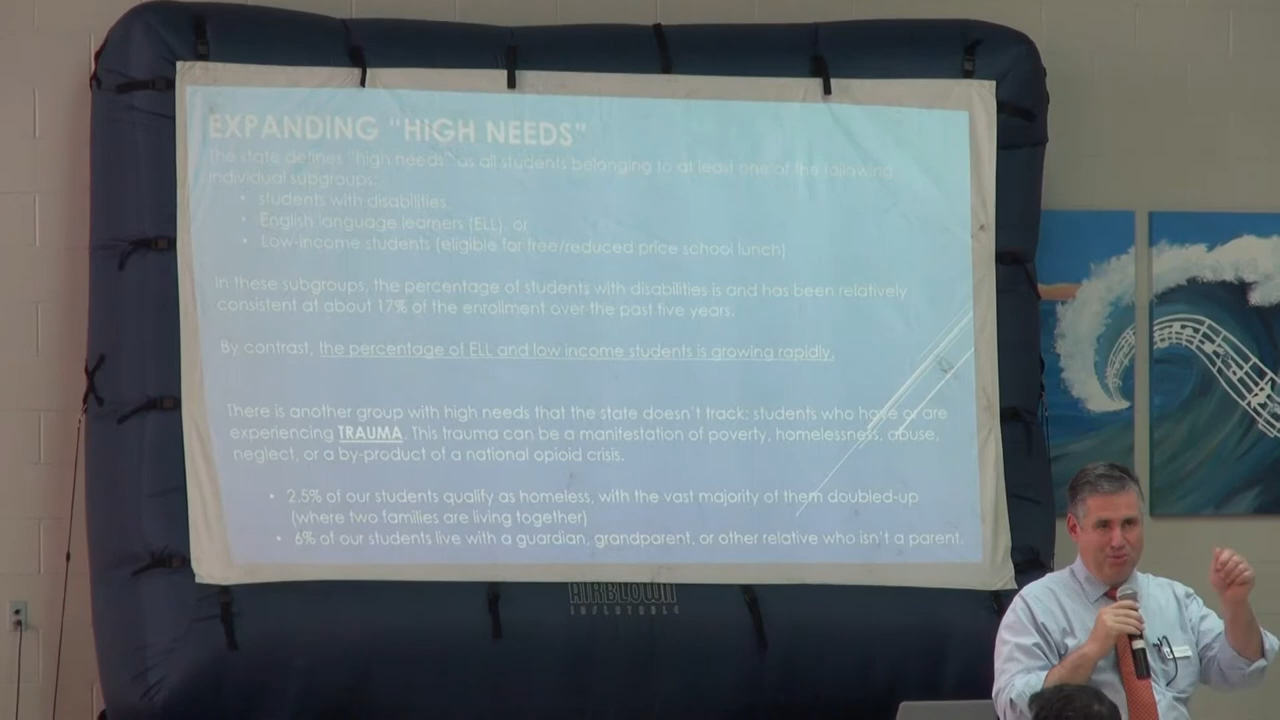 EXPANDING "HIGH NEEDS"
The state defines "high needs" as all students belonging to at least one of the following
individual subgroups:
• students with disabilities,
• English language learners (ELL), or
• Low-income students (eligible for free/reduced price school lunch)
In these subgroups, the percentage of students with disabilities is and has been relatively
consistent at about 17% of the enrollment over the past five years.
By contrast, the percentage of ELL and low income students is growing rapidly.
There is another group with high needs that the state doesn't track: students who have or are
experiencing TRAUMA. This trauma can be a manifestation of poverty, homelessness, abuse,
neglect, or a by-product of a national opioid crisis.
• 2.5% of our students qualify as homeless, with the vast majority of them doubled-up
(where two families are living together)
• 6% of our students live with a guardian, grandparent, or other relative who isn't a parent.
AIRBLOWN
INFLATABLE